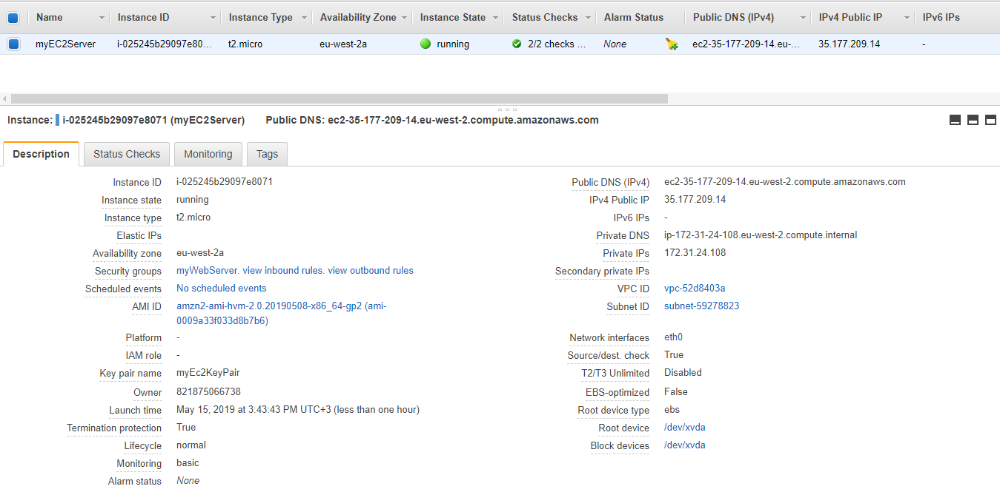 Name Instance ID Instance Type Availability Zone Instance State Status Checks Alarm Status Public DNS (IPv4) IPv4 Public IP IPv6 IPs
myEC2Server i-025245b29097e80... t2.micro eu-west-2a running 2/2 checks ... None ec2-35-177-209-14.eu-... 35.177.209.14 -
Instance: i-025245b29097e8071 (myEC2Server) Public DNS: ec2-35-177-209-14.eu-west-2.compute.amazonaws.com
Description Status Checks Monitoring Tags
Instance ID i-025245b29097e8071
Instance state running
Instance type t2.micro
Elastic IPs
Availability zone eu-west-2a
Security groups myWebServer. view inbound rules. view outbound rules
Scheduled events No scheduled events
AMI ID amzn2-ami-hvm-2.0.20190508-x86_64-gp2 (ami-
0009a33f033d8b7b6)
Platform -
IAM role -
Key pair name myEc2KeyPair
Owner 821875066738
Launch time May 15, 2019 at 3:43:43 PM UTC+3 (less than one hour)
Termination protection True
Lifecycle normal
Monitoring basic
Alarm status None
Public DNS (IPv4) ec2-35-177-209-14.eu-west-2.compute.amazonaws.com
IPv4 Public IP 35.177.209.14
IPv6 IPs -
Private DNS ip-172-31-24-108.eu-west-2.compute.internal
Private IPs 172.31.24.108
Secondary private IPs
VPC ID vpc-52d8403a
Subnet ID subnet-59278823
Network interfaces eth0
Source/dest. check True
T2/T3 Unlimited Disabled
EBS-optimized False
Root device type ebs
Root device /dev/xvda
Block devices /dev/xvda